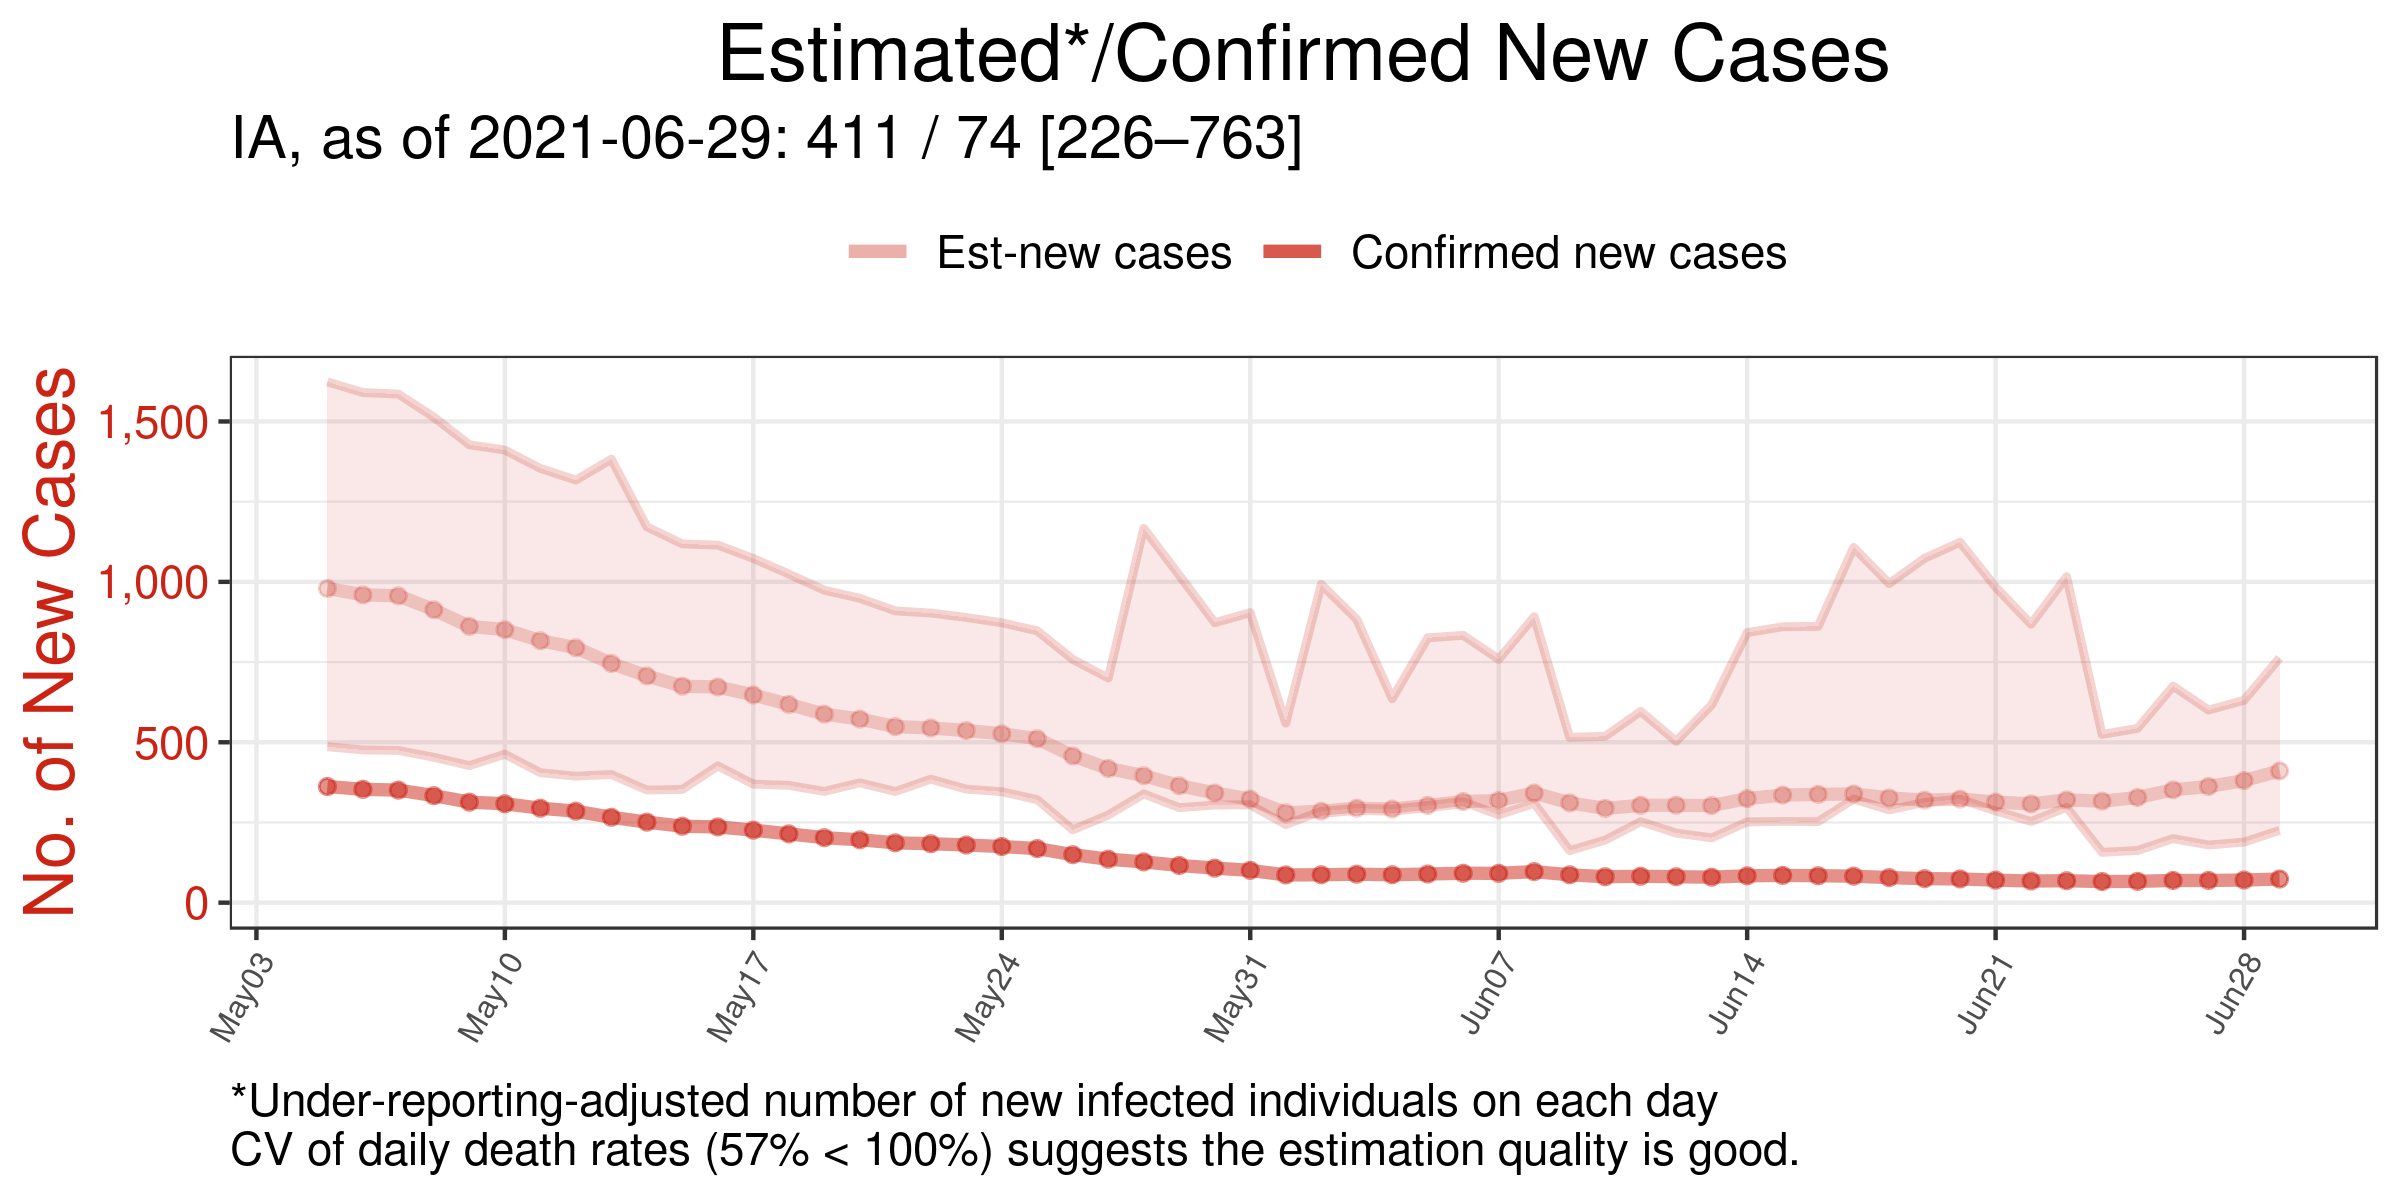 Estimated*/Confirmed New Cases
IA, as of 2021-06-29: 411 / 74 [226–763]
Est-new cases
Confirmed new cases
No. of New Cases
1,500
1,000
500
0
May03
May10
May17
May24
May31
Jun07
Jun14
Jun21
Jun28
*Under-reporting-adjusted number of new infected individuals on each day
CV of daily death rates (57% < 100%) suggests the estimation quality is good.